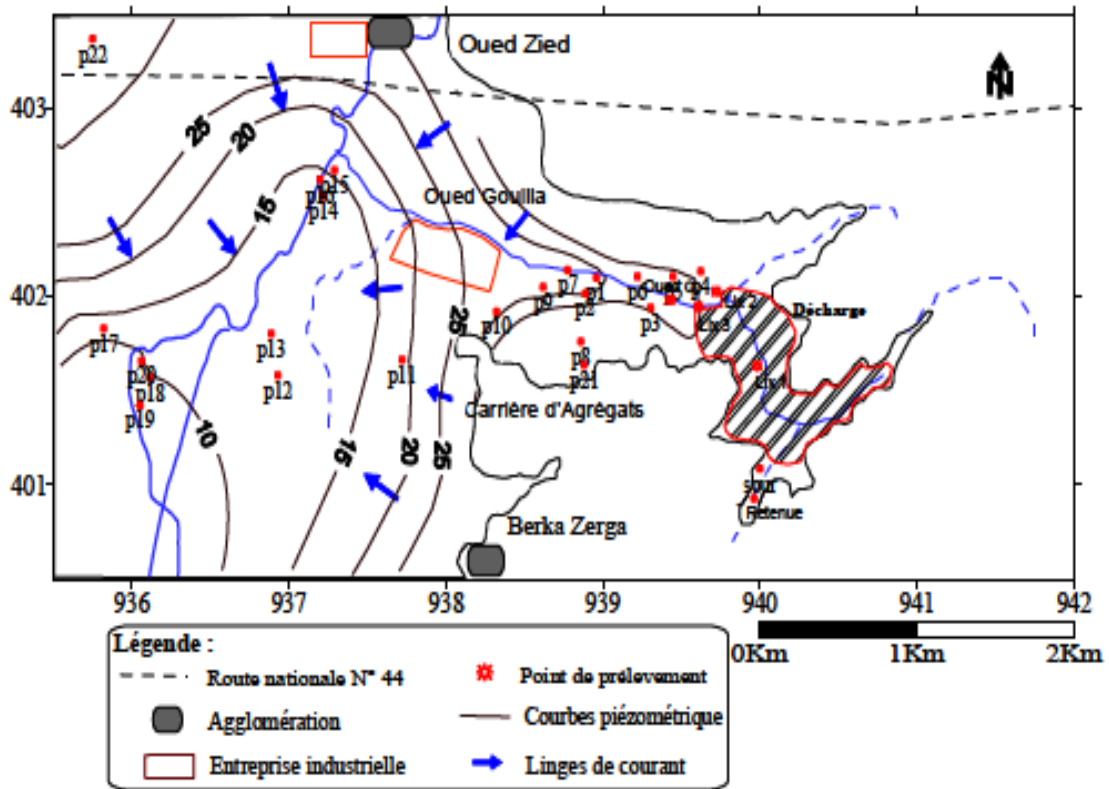 p22
Oued Zied
N
403
25
20
15
p15
p16
p14
Oued Gouilla
402
p7
p1
p6
p4
p9
p2
p3
p10
Lix2
Lix3
Décharge
Lix1
25
p17
p13
p20
p18
p12
p11
p8
p21
p19
Carrière d'Agrégats
10
15
20
25
401
sour
Retenue
Berka Zerga
936 937 938 939 940 941 942
0Km 1Km 2Km
Légende :
Route nationale N° 44
Point de prélevement
Agglomération
Courbes piézométrique
Entreprise industrielle
Linges de courant